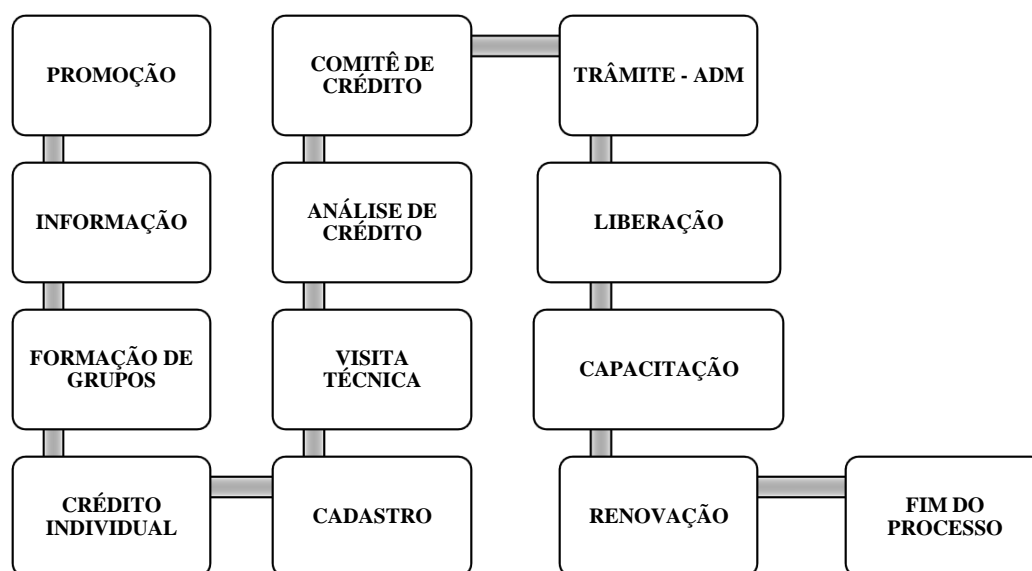 PROMOÇÃO
INFORMAÇÃO
FORMAÇÃO DE
GRUPOS
CRÉDITO
INDIVIDUAL
CADASTRO
VISITA
TÉCNICA
ANÁLISE DE
CRÉDITO
COMITÊ DE
CRÉDITO
TRÂMITE - ADM
LIBERAÇÃO
CAPACITAÇÃO
RENOVAÇÃO
FIM DO
PROCESSO